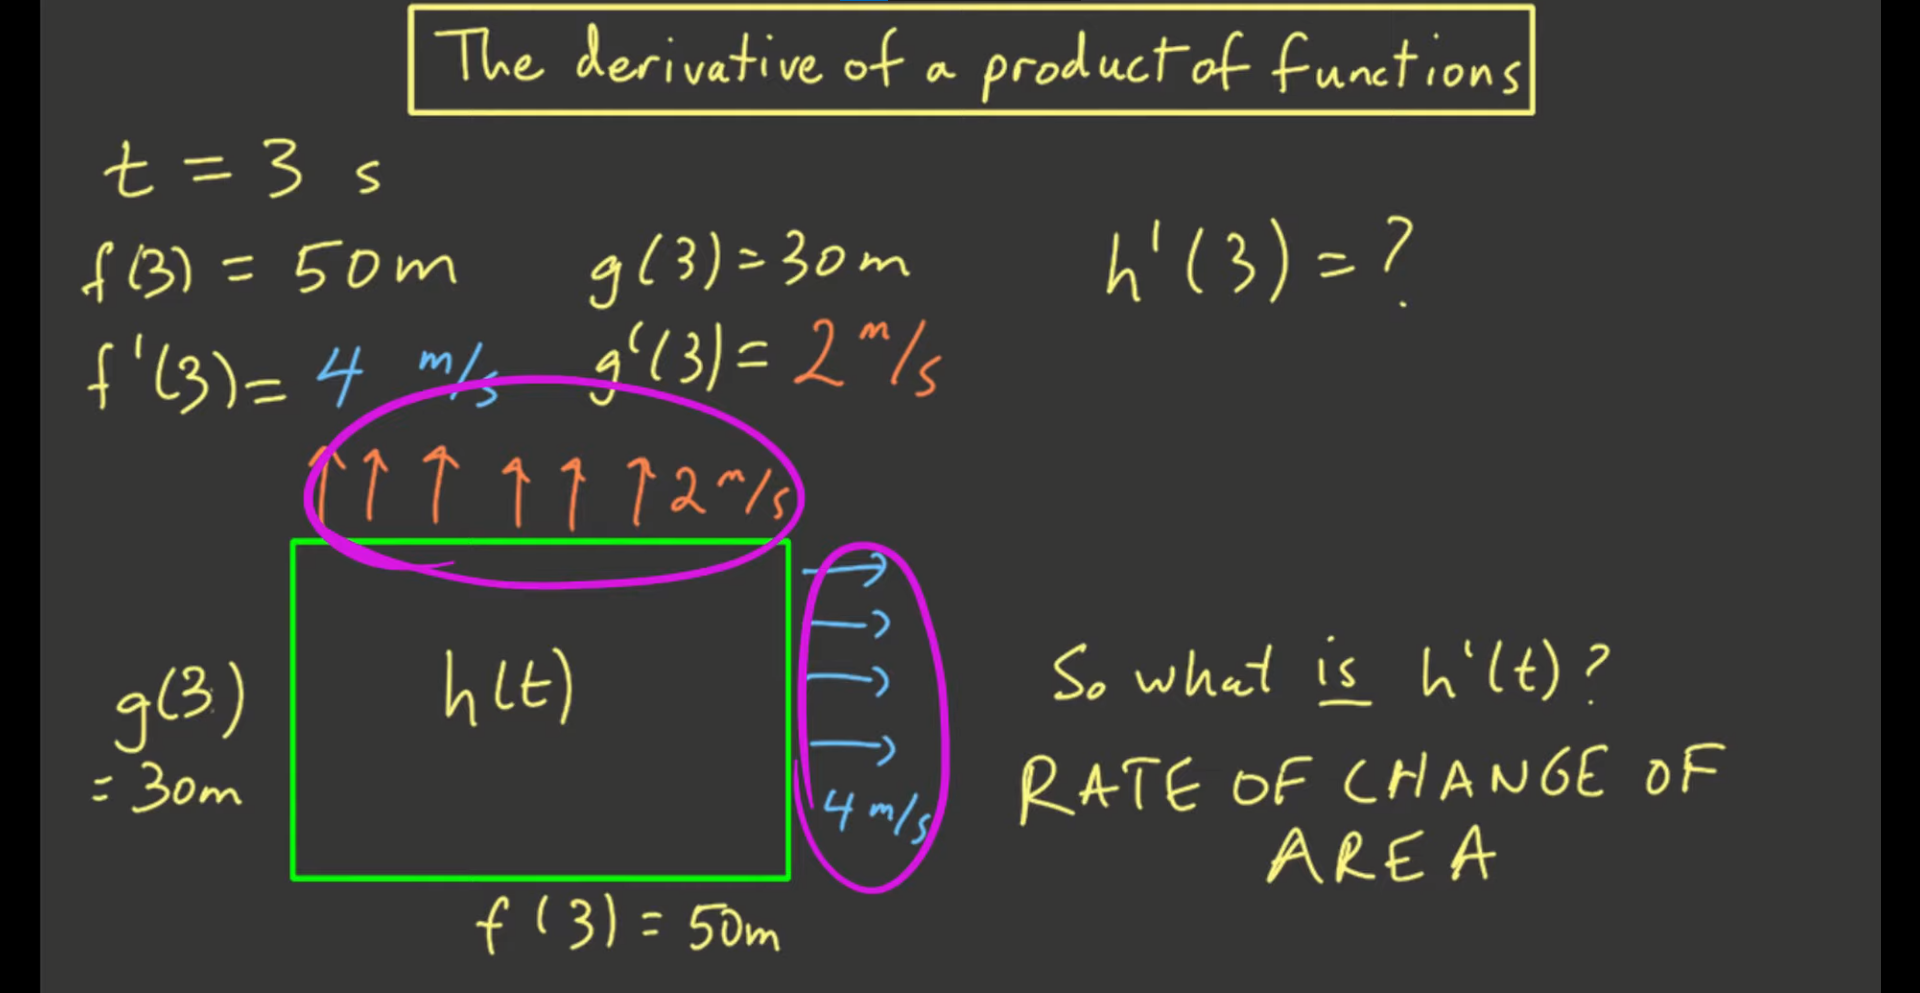 The derivative of a product of functions
t = 3 s
f(3) = 50m
g(3) = 30m
h'(3) = ?
f'(3) = 4 m/s
g'(3) = 2 m/s
2 m/s
h(t)
g(3)
= 30m
4 m/s
f(3) = 50m
So what is h'(t)?
RATE OF CHANGE OF
AREA